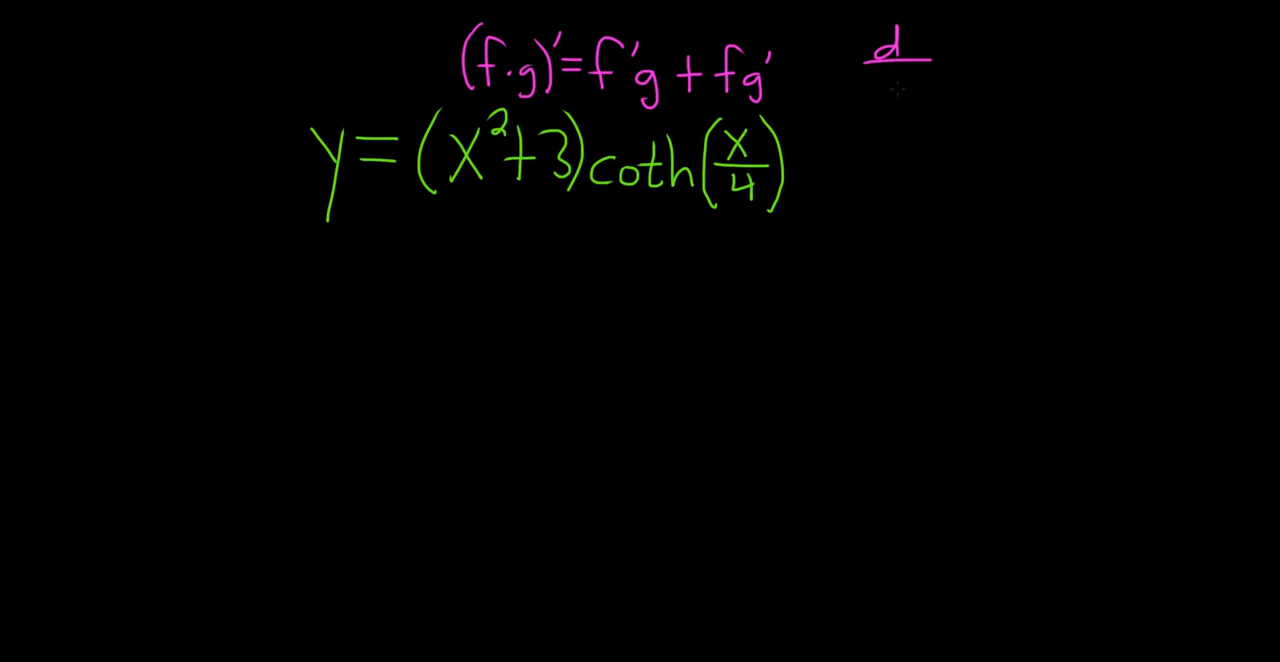 (f·g)'=f'g + fg' d
y=(x²+3)coth(x/4)